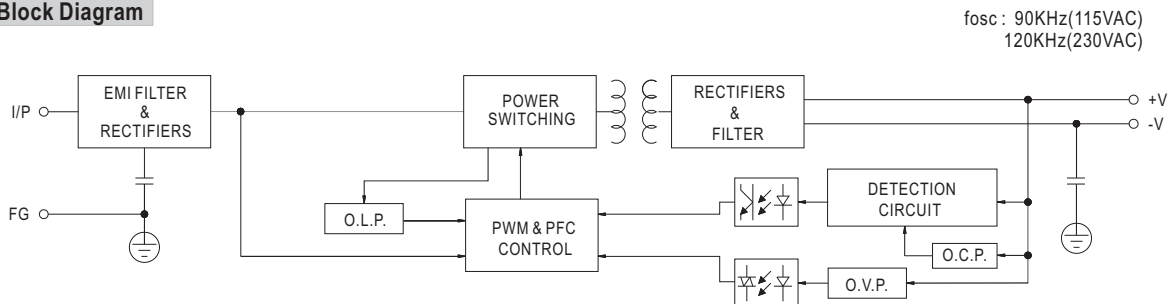 Block Diagram
fosc : 90KHz(115VAC)
120KHz(230VAC)
I/P
EMI FILTER
&
RECTIFIERS
POWER
SWITCHING
RECTIFIERS
&
FILTER
+V
-V
FG
O.L.P.
PWM & PFC
CONTROL
DETECTION
CIRCUIT
O.C.P.
O.V.P.